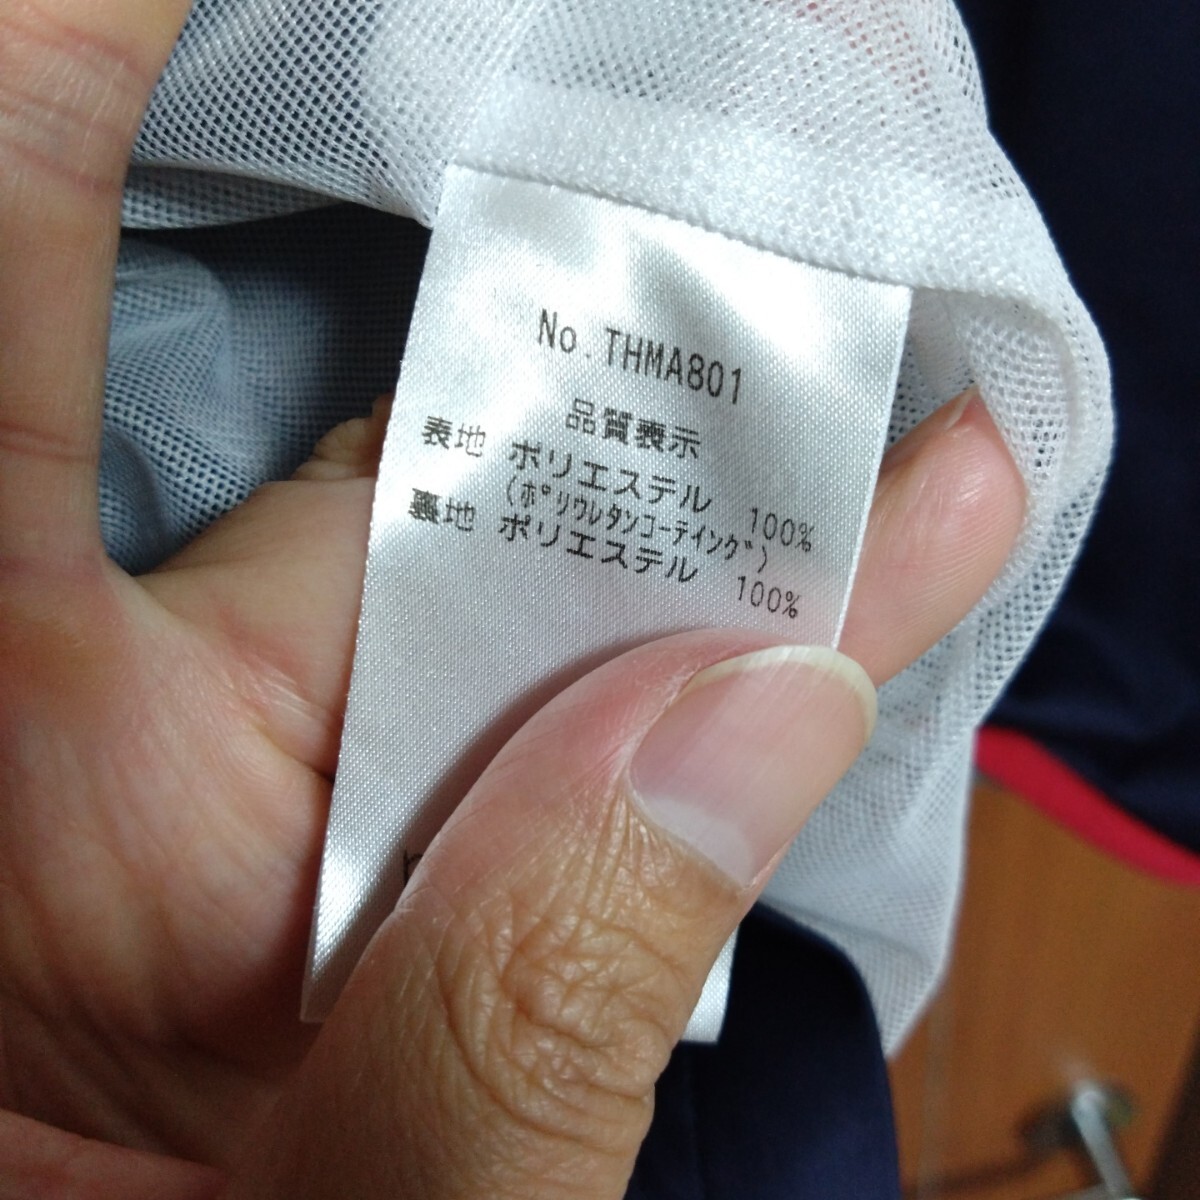 No.THMA801
品質表示
表地 ポリエステル 100%
(ﾎﾟﾘｳﾚﾀﾝｺｰﾃｲﾝｸﾞ)
裏地 ポリエステル 100%